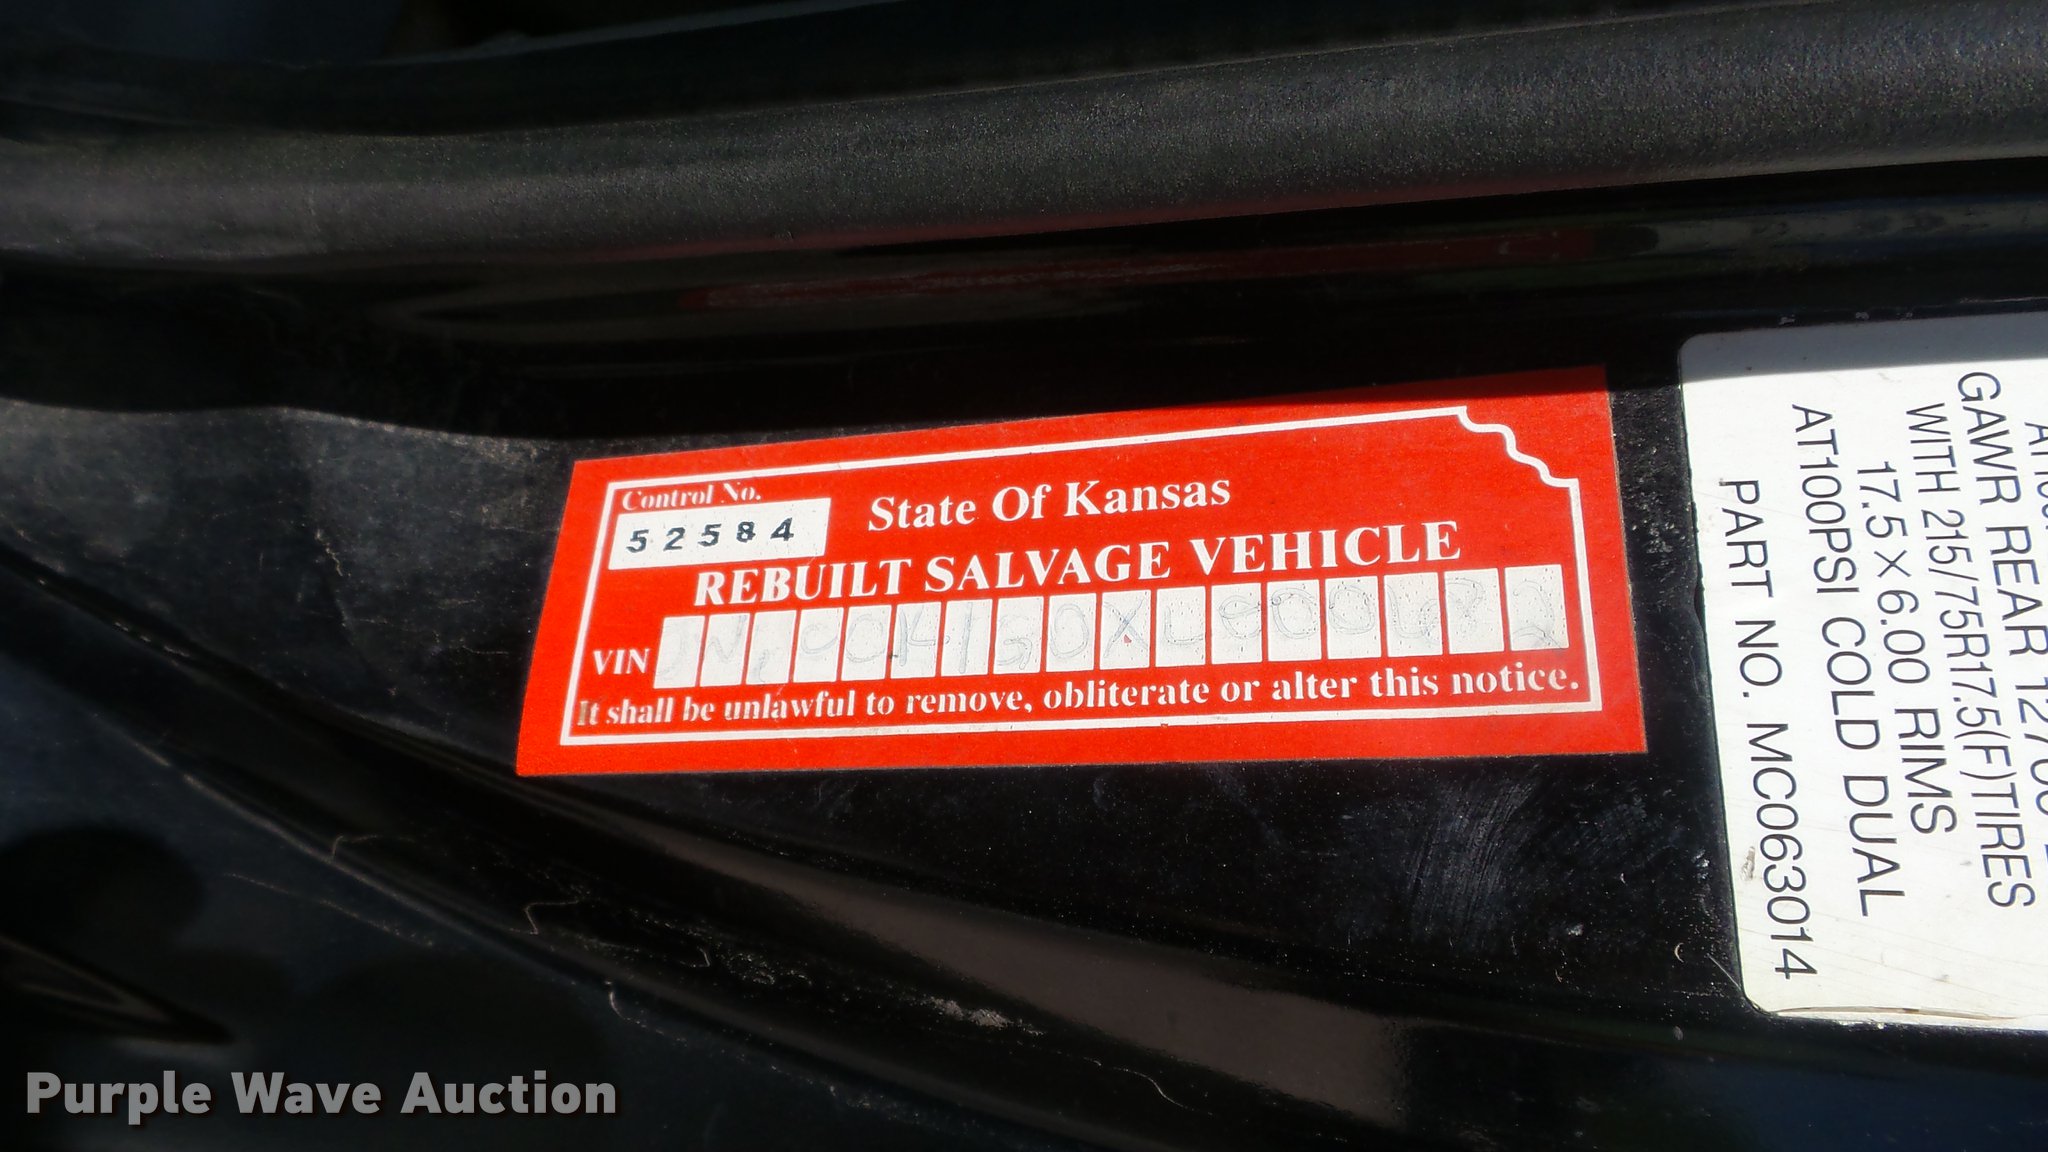 Control No.
52584
State Of Kansas
REBUILT SALVAGE VEHICLE
VIN
It shall be unlawful to remove, obliterate or alter this notice.
GAWR REAR
WITH 215/75R17.5(F)TIRES
17.5×6.00 RIMS
AT100PSI COLD DUAL
PART NO. MC063014
Purple Wave Auction